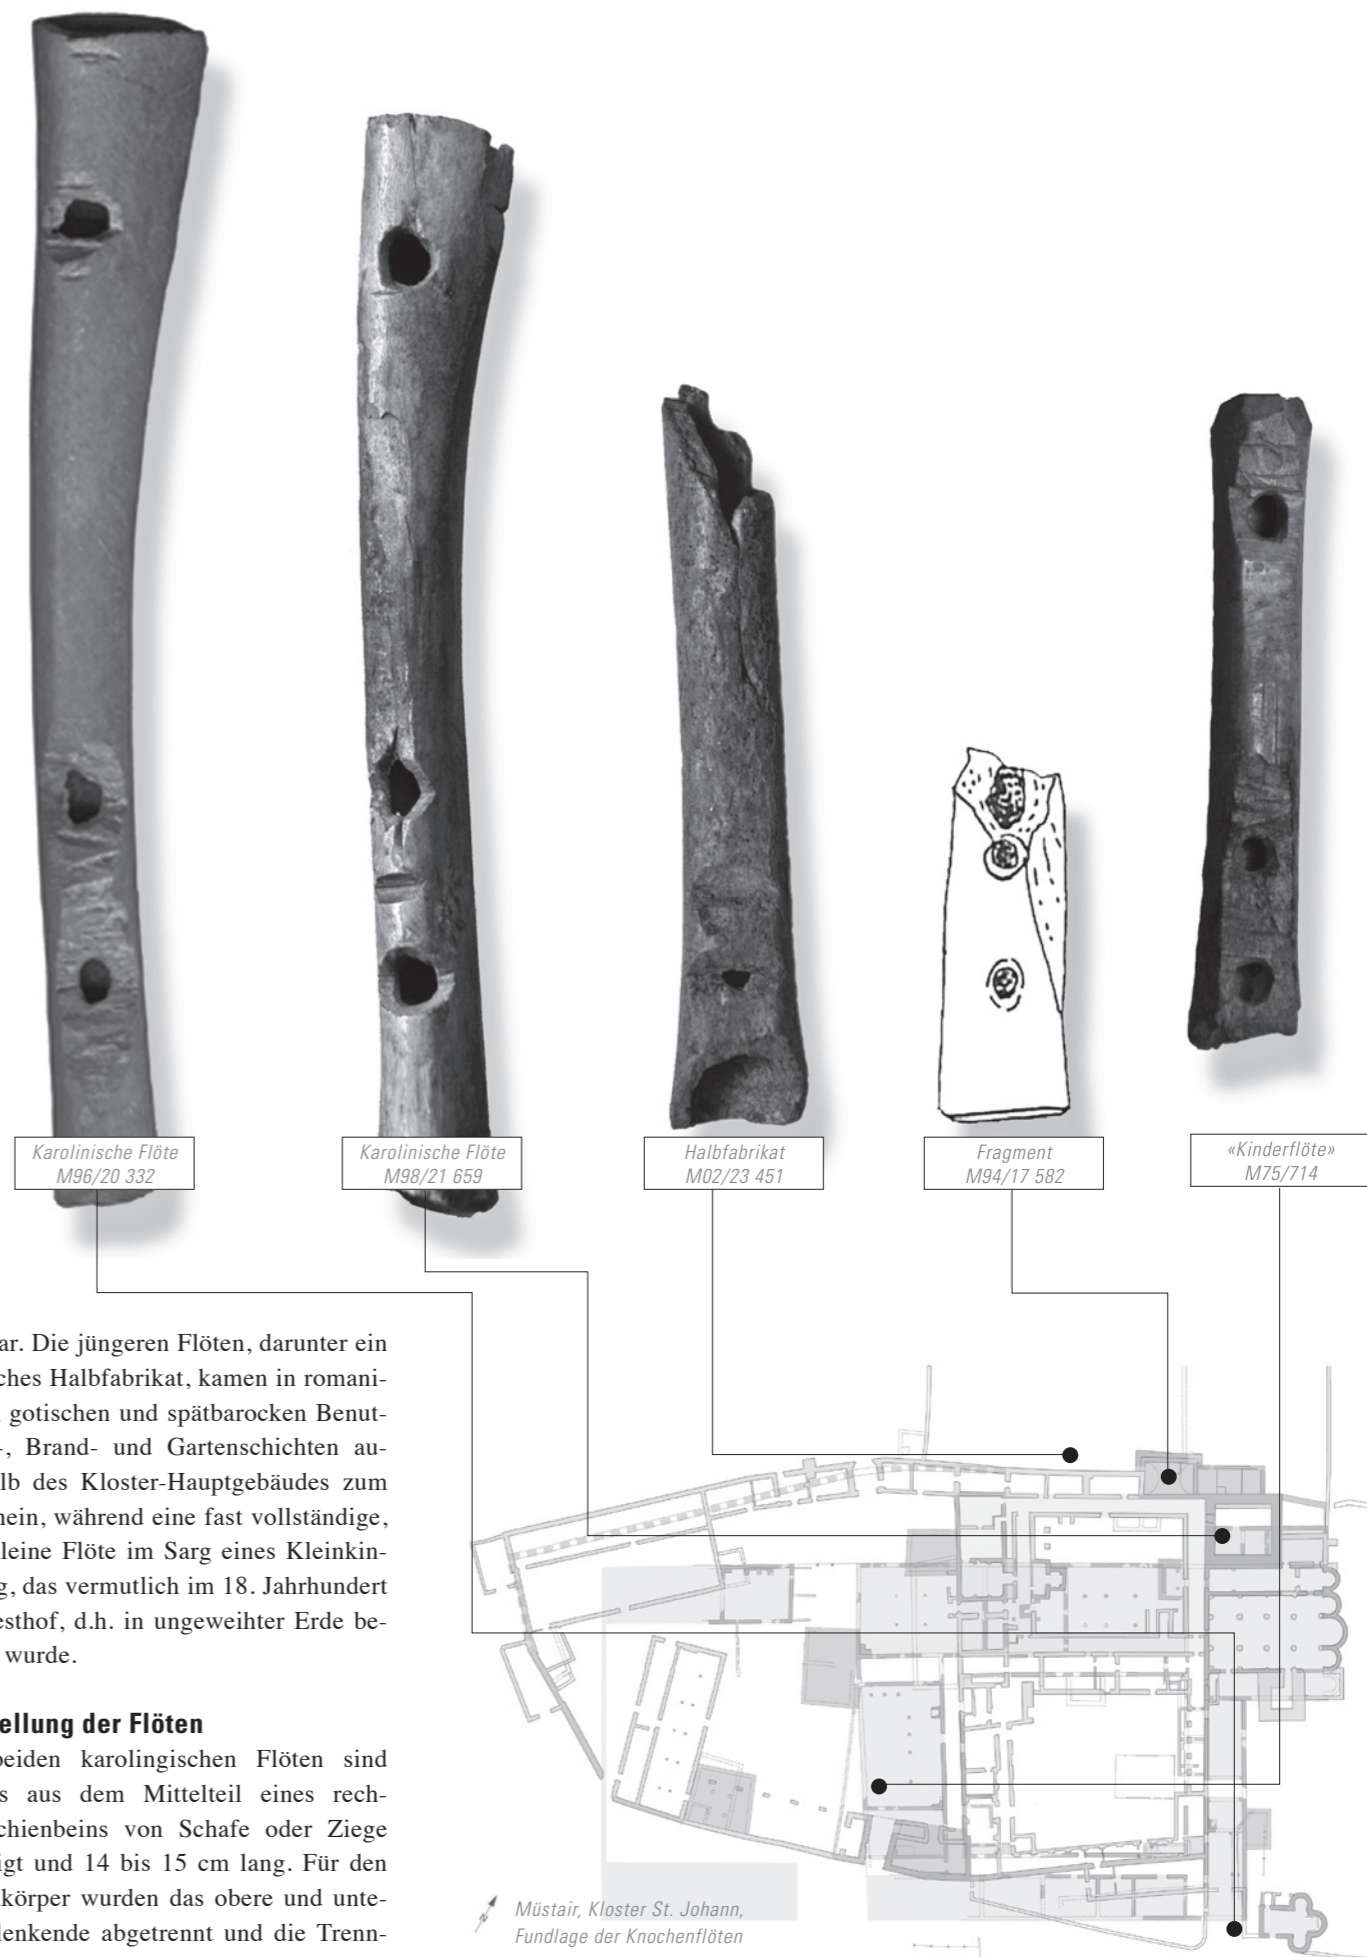 Karolinische Flöte
M96/20 332
Karolinische Flöte
M98/21 659
Halbfabrikat
M02/23 451
Fragment
M94/17 582
«Kinderflöte»
M75/714
ar. Die jüngeren Flöten, darunter ein
ches Halbfabrikat, kamen in romani-
gotischen und spätbarocken Benut-
-, Brand- und Gartenschichten au-
lb des Kloster-Hauptgebäudes zum
hein, während eine fast vollständige,
leine Flöte im Sarg eines Kleinkin-
g, das vermutlich im 18. Jahrhundert
esthof, d.h. in ungeweihter Erde be-
wurde.
ellung der Flöten
beiden karolingischen Flöten sind
s aus dem Mittelteil eines rech-
chienbeins von Schafe oder Ziege
igt und 14 bis 15 cm lang. Für den
nkörper wurden das obere und unte-
lenkende abgetrennt und die Trenn-
Müstair, Kloster St. Johann,
Fundlage der Knochenflöten